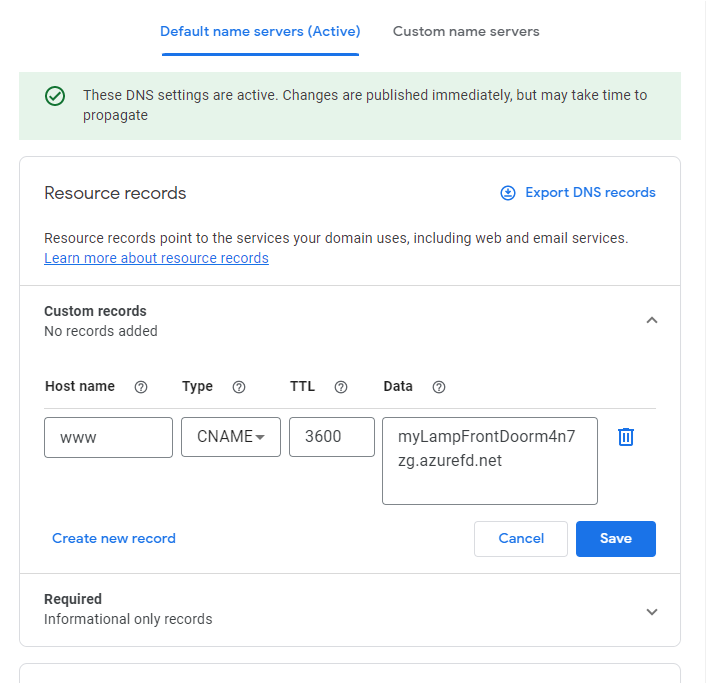 Default name servers (Active) Custom name servers
These DNS settings are active. Changes are published immediately, but may take time to
propagate
Resource records
Export DNS records
Resource records point to the services your domain uses, including web and email services.
Learn more about resource records
Custom records
No records added
Host name Type TTL Data
www CNAME 3600 myLampFrontDoorm4n7
zg.azurefd.net
Create new record Cancel Save
Required
Informational only records